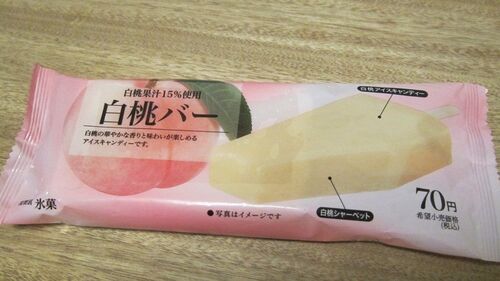 白桃果汁15%使用
白桃バー
白桃の華やかな香りと味わいが楽しめる
アイスキャンディーです。
白桃アイスキャンディー
白桃シャーベット
70円
希望小売価格
(税込)
●写真はイメージです
氷菓